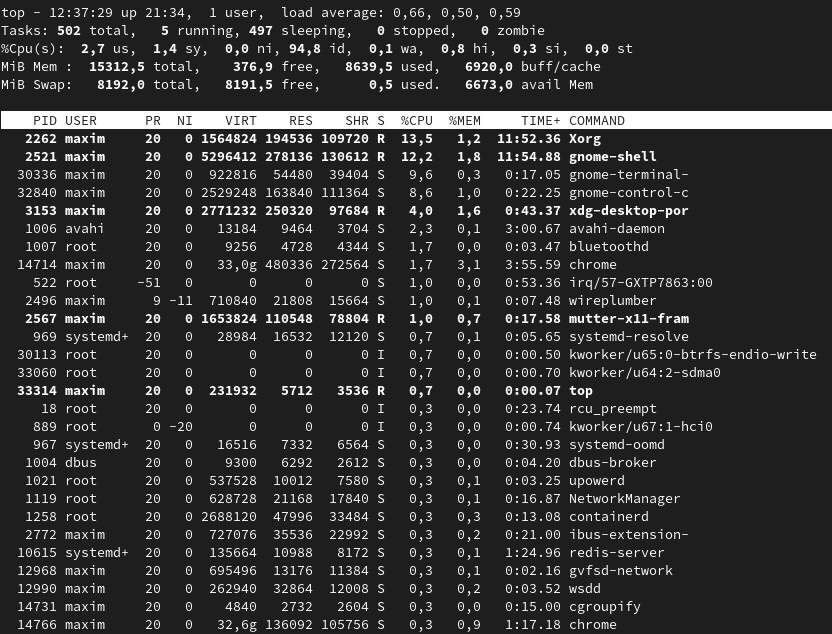 top - 12:37:29 up 21:34,  1 user,  load average: 0,66, 0,50, 0,59
Tasks: 502 total,   5 running, 497 sleeping,   0 stopped,   0 zombie
%Cpu(s):  2,7 us,  1,4 sy,  0,0 ni, 94,8 id,  0,1 wa,  0,8 hi,  0,3 si,  0,0 st
MiB Mem :  15312,5 total,    376,9 free,   8639,5 used,   6920,0 buff/cache
MiB Swap:   8192,0 total,   8191,5 free,      0,5 used.   6673,0 avail Mem
PID USER      PR  NI    VIRT    RES    SHR S  %CPU  %MEM     TIME+ COMMAND
2262 maxim     20   0 1564824 194536 109720 R  13,5   1,2  11:52.36 Xorg
2521 maxim     20   0 5296412 278136 130612 R  12,2   1,8  11:54.88 gnome-shell
30336 maxim     20   0  922816  54480  39404 S   9,6   0,3   0:17.05 gnome-terminal-
32840 maxim     20   0 2529248 163840 111364 S   8,6   1,0   0:22.25 gnome-control-c
3153 maxim     20   0 2771232 250320  97684 R   4,0   1,6   0:43.37 xdg-desktop-por
1006 avahi     20   0   13184   9464   3704 S   2,3   0,1   3:00.67 avahi-daemon
1007 root      20   0    9256   4728   4344 S   1,7   0,0   0:03.47 bluetoothd
14714 maxim     20   0   33,0g 480336 272564 S   1,7   3,1   3:55.59 chrome
522 root     -51   0       0      0      0 S   1,0   0,0   0:53.36 irq/57-GXTP7863:00
2496 maxim      9 -11  710840  21808  15664 S   1,0   0,1   0:07.48 wireplumber
2567 maxim     20   0 1653824 110548  78804 R   1,0   0,7   0:17.58 mutter-x11-fram
969 systemd+  20   0   28984  16532  12120 S   0,7   0,1   0:05.65 systemd-resolve
30113 root      20   0       0      0      0 I   0,7   0,0   0:00.50 kworker/u65:0-btrfs-endio-write
33060 root      20   0       0      0      0 I   0,7   0,0   0:00.70 kworker/u64:2-sdma0
33314 maxim     20   0  231932   5712   3536 R   0,7   0,0   0:00.07 top
18 root      20   0       0      0      0 I   0,3   0,0   0:23.74 rcu_preempt
889 root       0 -20       0      0      0 I   0,3   0,0   0:00.74 kworker/u67:1-hci0
967 systemd+  20   0   16516   7332   6564 S   0,3   0,0   0:30.93 systemd-oomd
1004 dbus      20   0    9300   6292   2612 S   0,3   0,0   0:04.20 dbus-broker
1021 root      20   0  537528  10012   7580 S   0,3   0,1   0:03.25 upowerd
1119 root      20   0  628728  21168  17840 S   0,3   0,1   0:16.87 NetworkManager
1258 root      20   0 2688120  47996  33484 S   0,3   0,3   0:13.08 containerd
2772 maxim     20   0  727076  35536  22992 S   0,3   0,2   0:21.00 ibus-extension-
10615 systemd+  20   0  135664  10988   8172 S   0,3   0,1   1:24.96 redis-server
12968 maxim     20   0  695496  13176  11384 S   0,3   0,1   0:02.16 gvfsd-network
12990 maxim     20   0  262940  32864  12008 S   0,3   0,2   0:03.52 wsdd
14731 maxim     20   0    4840   2732   2604 S   0,3   0,0   0:15.00 cgroupify
14766 maxim     20   0   32,6g 136092 105756 S   0,3   0,9   1:17.18 chrome